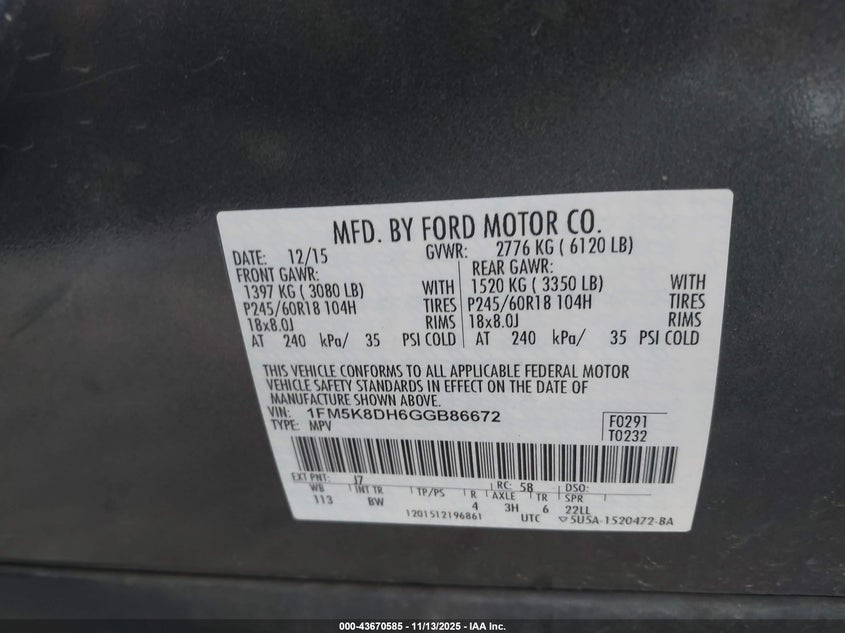 MFD. BY FORD MOTOR CO.
DATE: 12/15 GVWR: 2776 KG ( 6120 LB)
FRONT GAWR: REAR GAWR:
1397 KG ( 3080 LB) WITH 1520 KG ( 3350 LB) WITH
P245/60R18 104H TIRES P245/60R18 104H TIRES
18x8.0J RIMS 18x8.0J RIMS
AT 240 kPa/ 35 PSI COLD AT 240 kPa/ 35 PSI COLD
THIS VEHICLE CONFORMS TO ALL APPLICABLE FEDERAL MOTOR
VEHICLE SAFETY STANDARDS IN EFFECT ON THE DATE OF
MANUFACTURE SHOWN ABOVE.
VIN: 1FM5K8DH6GGB86672 F0291
TYPE: MPV T0232
EXT PNT: J7 RC: 58 DSO:
WB INT TR TP/PS R AXLE TR SPR
113 BW 4 3H 6 22LL
1201512196861 UTC ▽5U5A-1520472-BA
000-43670585 - 11/13/2025 - IAA Inc.